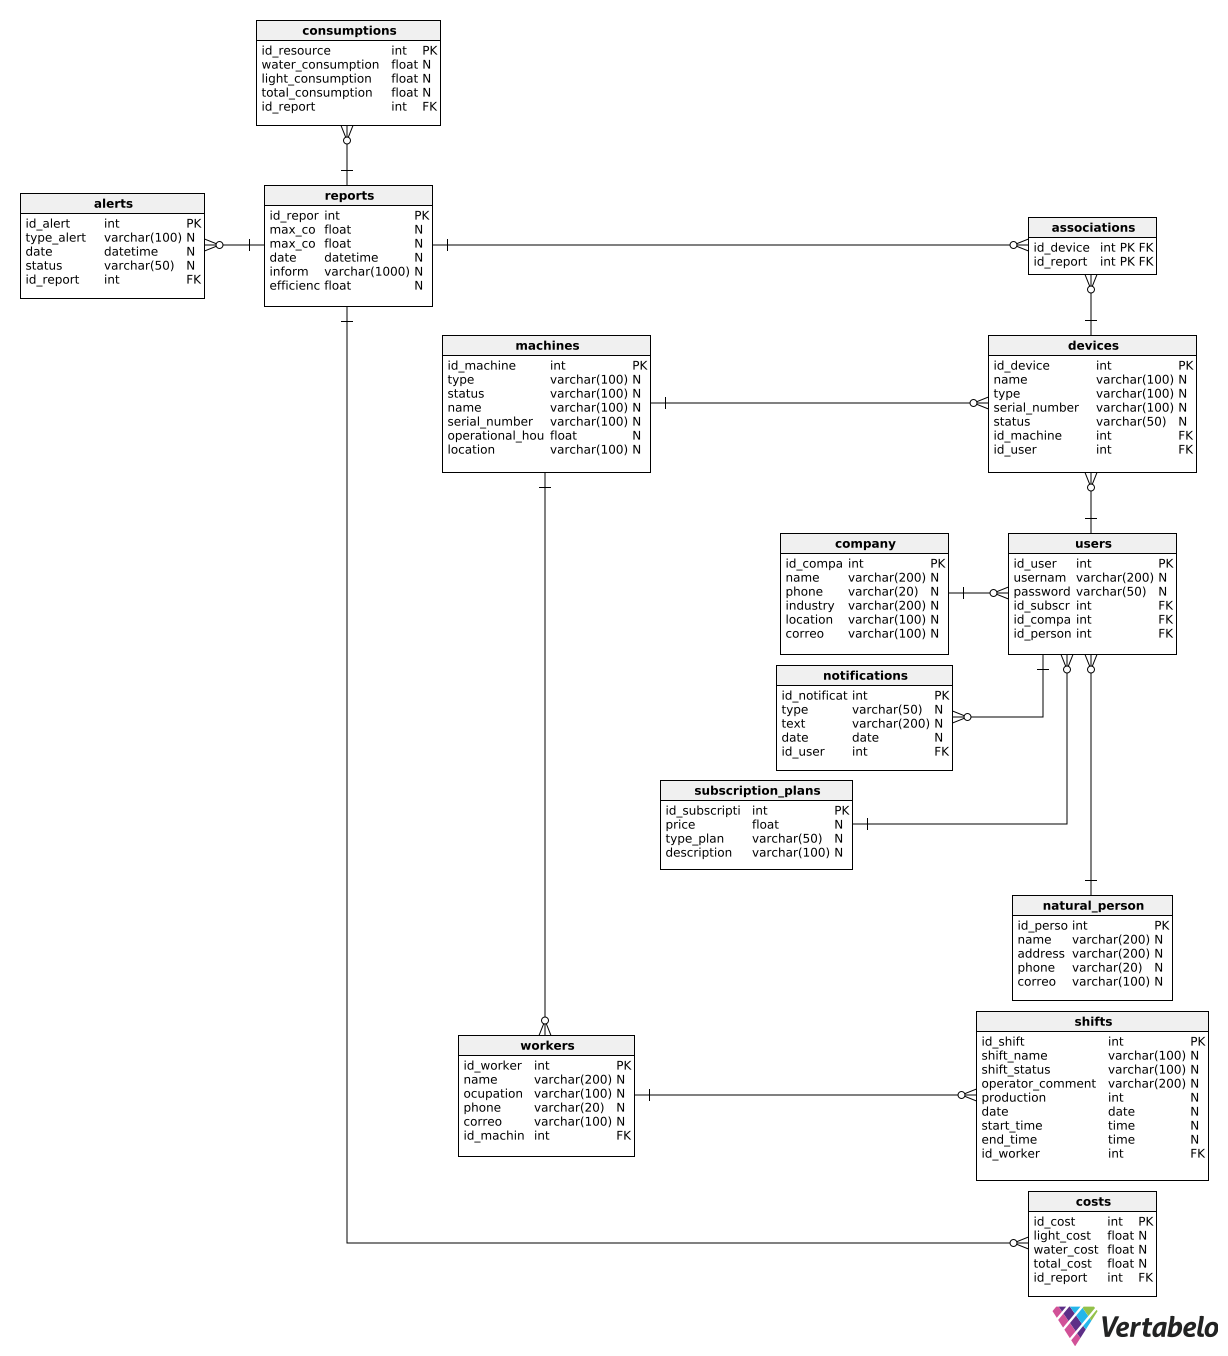 consumptions
id_resource int PK
water_consumption float N
light_consumption float N
total_consumption float N
id_report int FK
alerts
id_alert int PK
type_alert varchar(100) N
date datetime N
status varchar(50) N
id_report int FK
reports
id_repor int PK
max_co float N
max_co float N
date datetime N
inform varchar(1000) N
efficienc float N
associations
id_device int PK FK
id_report int PK FK
machines
id_machine int PK
type varchar(100) N
status varchar(100) N
name varchar(100) N
serial_number varchar(100) N
operational_hou float N
location varchar(100) N
devices
id_device int PK
name varchar(100) N
type varchar(100) N
serial_number varchar(100) N
status varchar(50) N
id_machine int FK
id_user int FK
company
id_compa int PK
name varchar(200) N
phone varchar(20) N
industry varchar(200) N
location varchar(100) N
correo varchar(100) N
users
id_user int PK
usernam varchar(200) N
password varchar(50) N
id_subscr int FK
id_compa int FK
id_person int FK
notifications
id_notificat int PK
type varchar(50) N
text varchar(200) N
date date N
id_user int FK
subscription_plans
id_subscripti int PK
price float N
type_plan varchar(50) N
description varchar(100) N
natural_person
id_perso int PK
name varchar(200) N
address varchar(200) N
phone varchar(20) N
correo varchar(100) N
workers
id_worker int PK
name varchar(200) N
ocupation varchar(100) N
phone varchar(20) N
correo varchar(100) N
id_machin int FK
shifts
id_shift int PK
shift_name varchar(100) N
shift_status varchar(100) N
operator_comment varchar(200) N
production int N
date date N
start_time time N
end_time time N
id_worker int FK
costs
id_cost int PK
light_cost float N
water_cost float N
total_cost float N
id_report int FK
Vertabelo